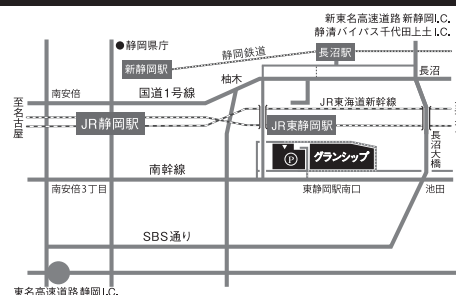 新東名高速道路 新静岡I.C.
静清バイパス千代田上土I.C.
●静岡県庁
静岡鉄道
長沼駅
新静岡駅
柚木
長沼
南安倍
国道1号線
JR東海道新幹線
至名古屋
JR静岡駅
JR東静岡駅
長沼大橋
P
グランシップ
南幹線
南安倍3丁目
東静岡駅南口
池田
SBS通り
東名高速道路 静岡I.C.